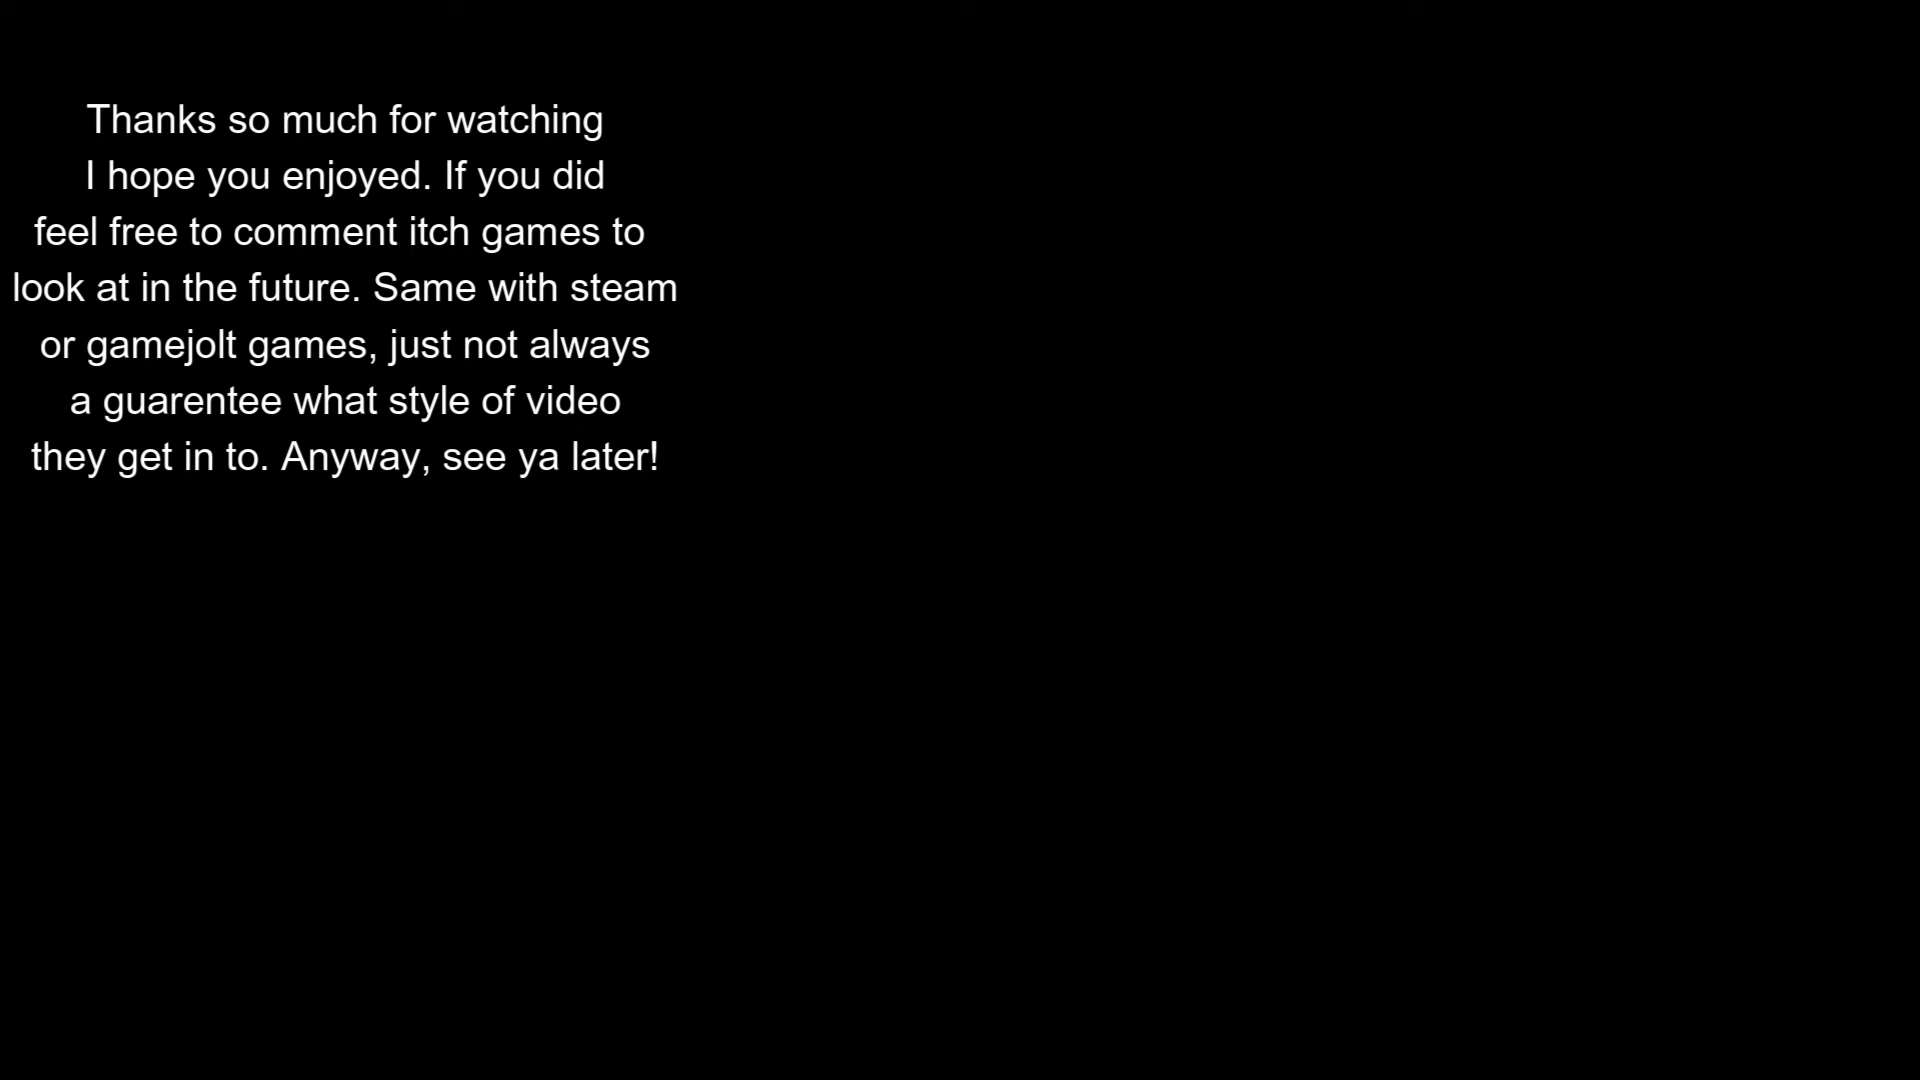 Thanks so much for watching
I hope you enjoyed. If you did
feel free to comment itch games to
look at in the future. Same with steam
or gamejolt games, just not always
a guarentee what style of video
they get in to. Anyway, see ya later!